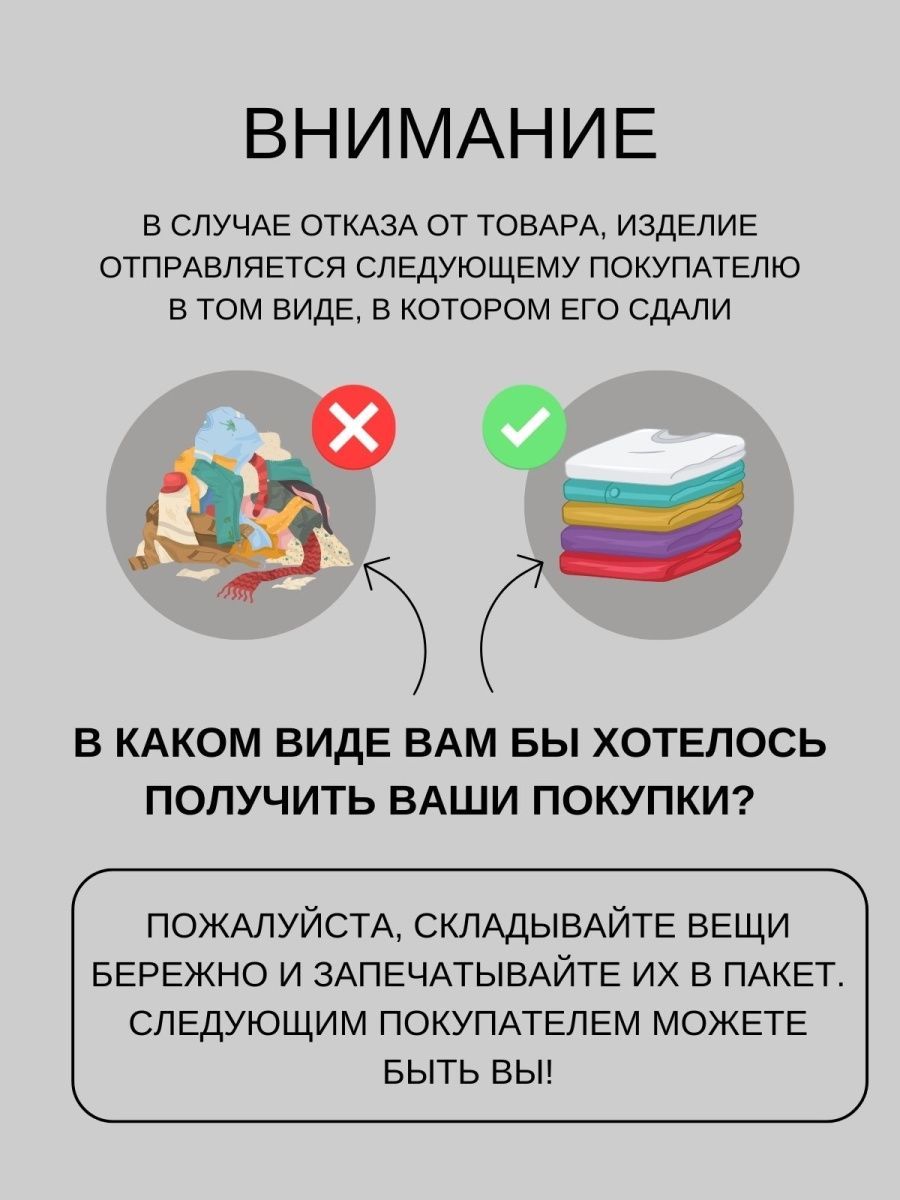 ВНИМАНИЕ
В СЛУЧАЕ ОТКАЗА ОТ ТОВАРА, ИЗДЕЛИЕ
ОТПРАВЛЯЕТСЯ СЛЕДУЮЩЕМУ ПОКУПАТЕЛЮ
В ТОМ ВИДЕ, В КОТОРОМ ЕГО СДАЛИ
В КАКОМ ВИДЕ ВАМ БЫ ХОТЕЛОСЬ
ПОЛУЧИТЬ ВАШИ ПОКУПКИ?
ПОЖАЛУЙСТА, СКЛАДЫВАЙТЕ ВЕЩИ
БЕРЕЖНО И ЗАПЕЧАТЫВАЙТЕ ИХ В ПАКЕТ.
СЛЕДУЮЩИМ ПОКУПАТЕЛЕМ МОЖЕТЕ
БЫТЬ ВЫ!